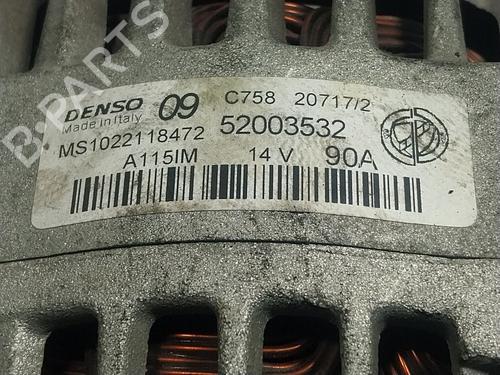 DENSO 09 C758 20717/2
Made in Italy
MS1022118472 52003532
A115IM 14 V 90A
B-PARTS